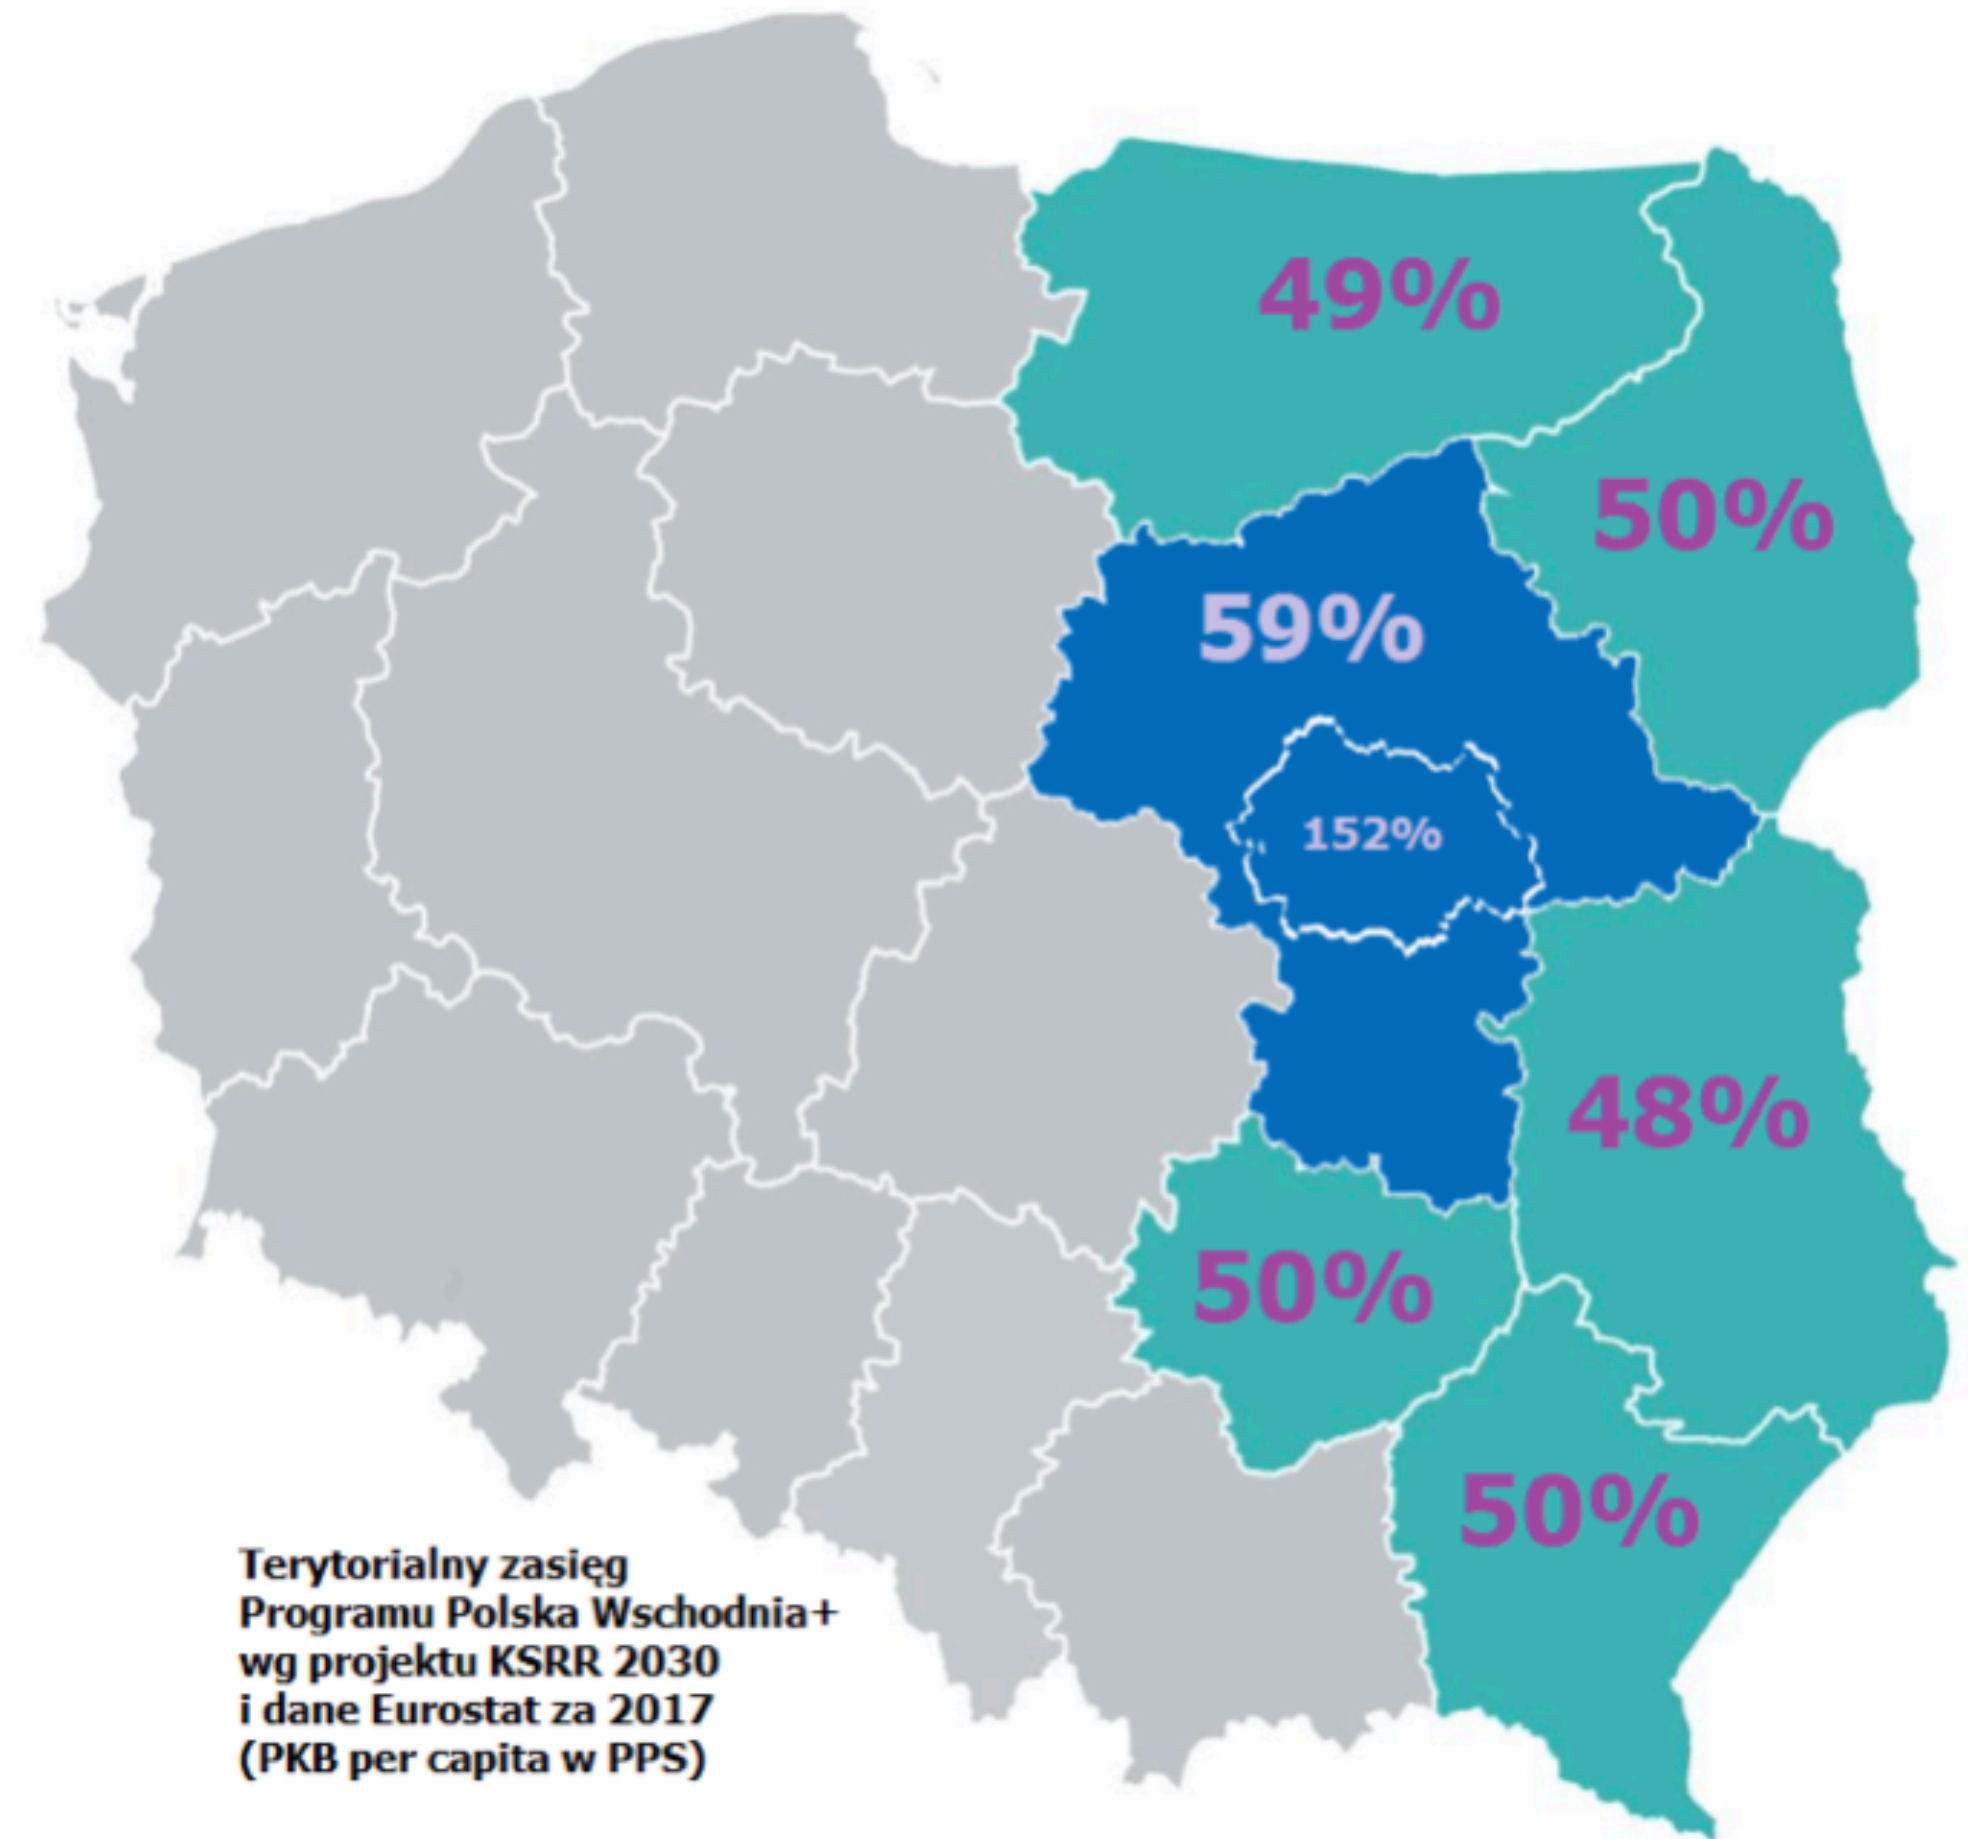 49%
50%
59%
152%
48%
50%
50%
Terytorialny zasięg
Programu Polska Wschodnia+
wg projektu KSRR 2030
i dane Eurostat za 2017
(PKB per capita w PPS)